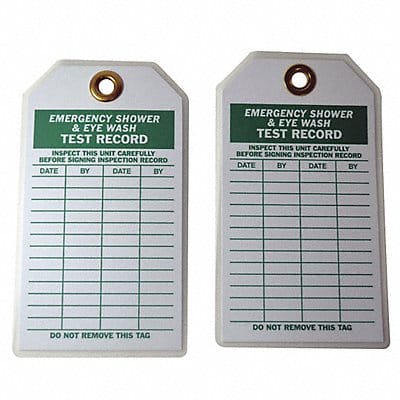 EMERGENCY SHOWER
& EYE WASH
TEST RECORD
INSPECT THIS UNIT CAREFULLY
BEFORE SIGNING INSPECTION RECORD
DATE BY DATE BY
DO NOT REMOVE THIS TAG
EMERGENCY SHOWER
& EYE WASH
TEST RECORD
INSPECT THIS UNIT CAREFULLY
BEFORE SIGNING INSPECTION RECORD
DATE BY DATE BY
DO NOT REMOVE THIS TAG